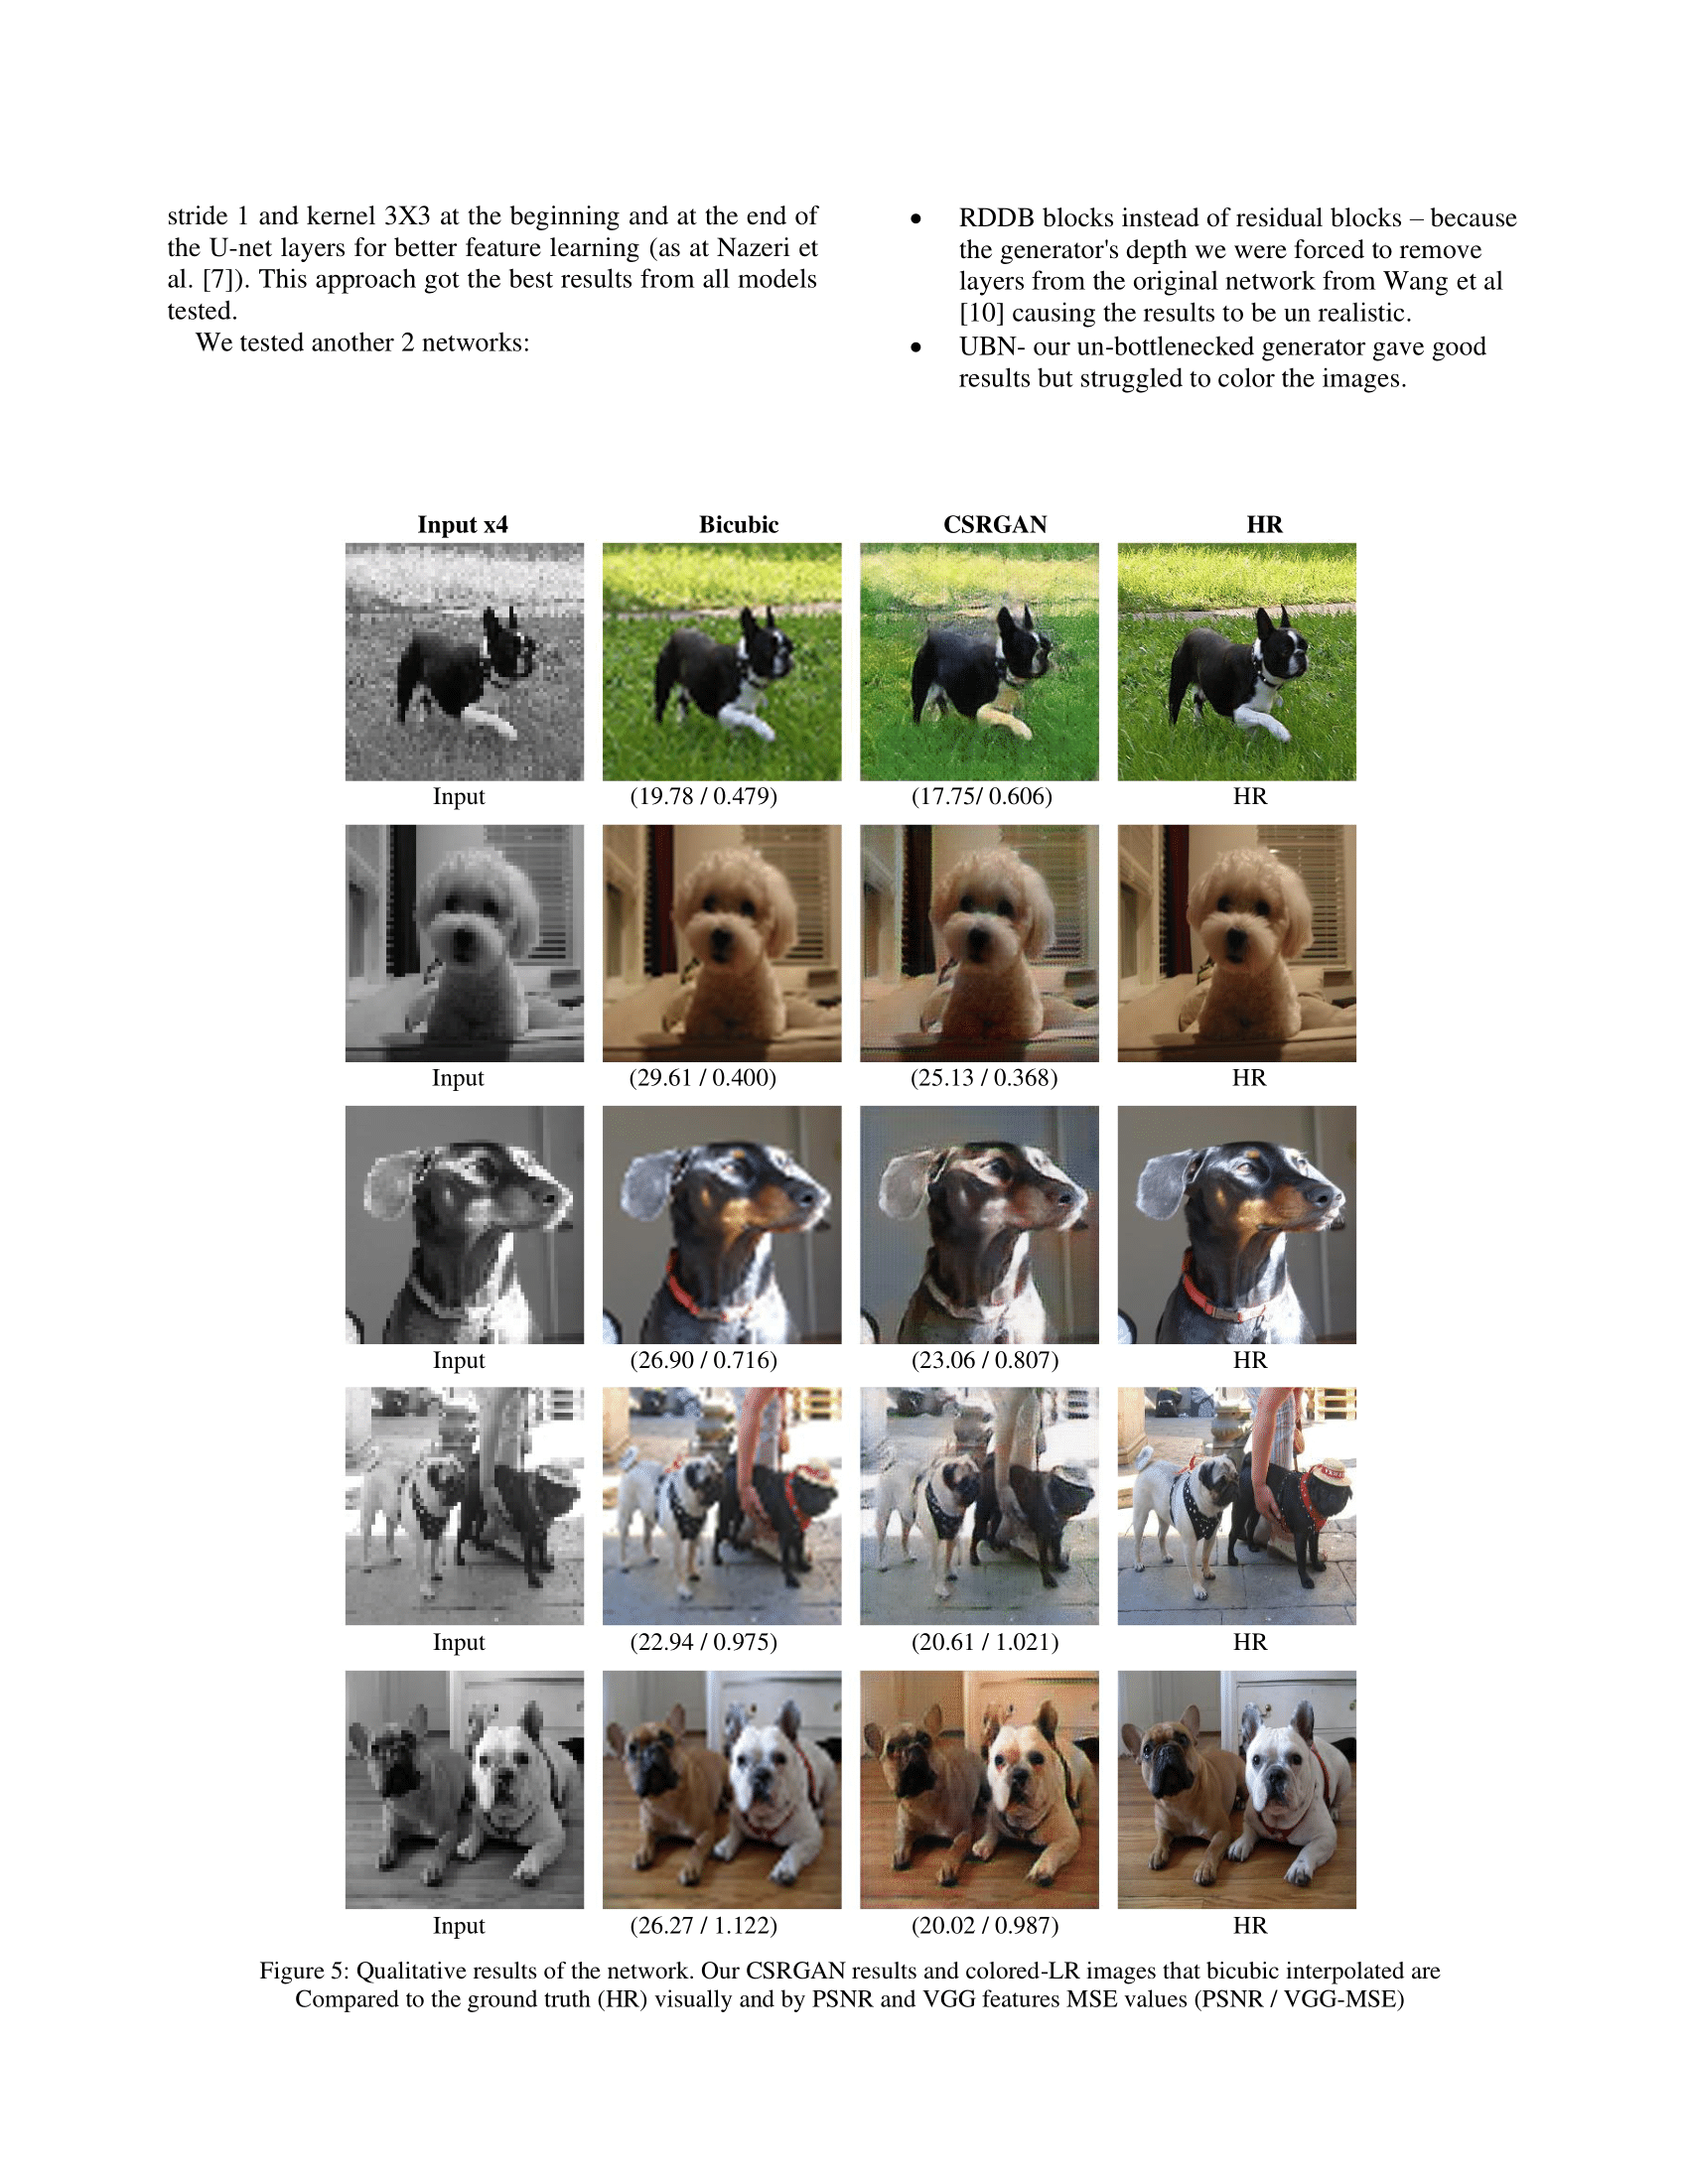 stride 1 and kernel 3X3 at the beginning and at the end of
the U-net layers for better feature learning (as at Nazeri et
al. [7]). This approach got the best results from all models
tested.
We tested another 2 networks:
• RDDB blocks instead of residual blocks – because
the generator's depth we were forced to remove
layers from the original network from Wang et al
[10] causing the results to be un realistic.
• UBN- our un-bottlenecked generator gave good
results but struggled to color the images.
Input x4 Bicubic CSRGAN HR
Input (19.78 / 0.479) (17.75/ 0.606) HR
Input (29.61 / 0.400) (25.13 / 0.368) HR
Input (26.90 / 0.716) (23.06 / 0.807) HR
Input (22.94 / 0.975) (20.61 / 1.021) HR
Input (26.27 / 1.122) (20.02 / 0.987) HR
Figure 5: Qualitative results of the network. Our CSRGAN results and colored-LR images that bicubic interpolated are
Compared to the ground truth (HR) visually and by PSNR and VGG features MSE values (PSNR / VGG-MSE)